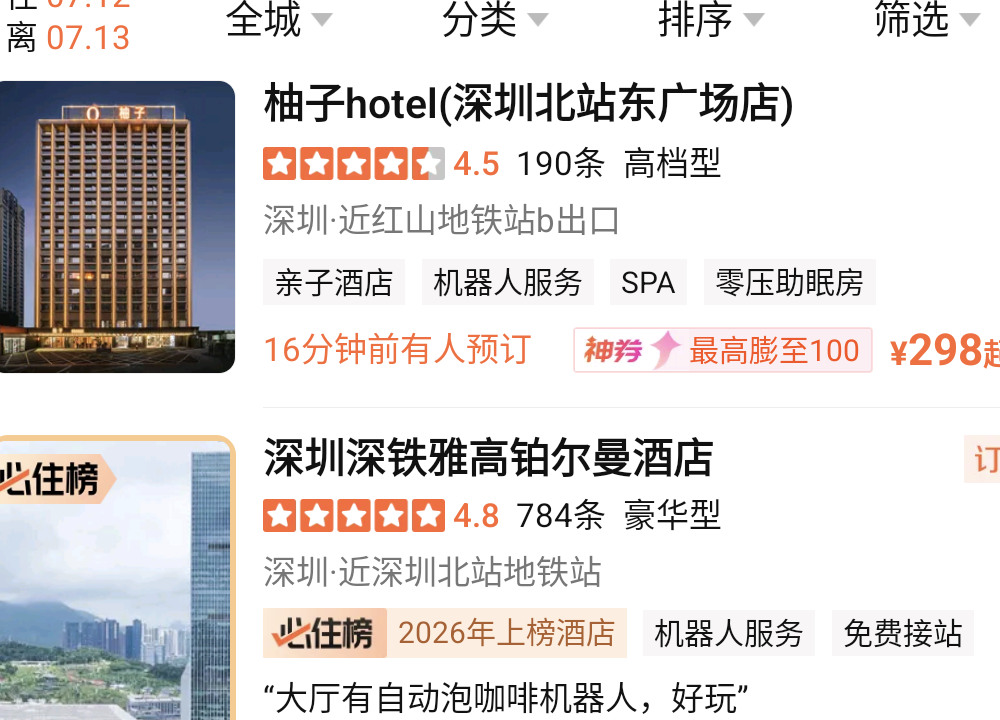 住 07.12
离 07.13
全城
分类
排序
筛选
柚子
柚子hotel(深圳北站东广场店)
4.5 190条 高档型
深圳·近红山地铁站b出口
亲子酒店 机器人服务 SPA 零压助眠房
16分钟前有人预订 神券 最高膨至100 ¥298起
必住榜
深圳深铁雅高铂尔曼酒店
订
4.8 784条 豪华型
深圳·近深圳北站地铁站
必住榜 2026年上榜酒店 机器人服务 免费接站
“大厅有自动泡咖啡机器人，好玩”